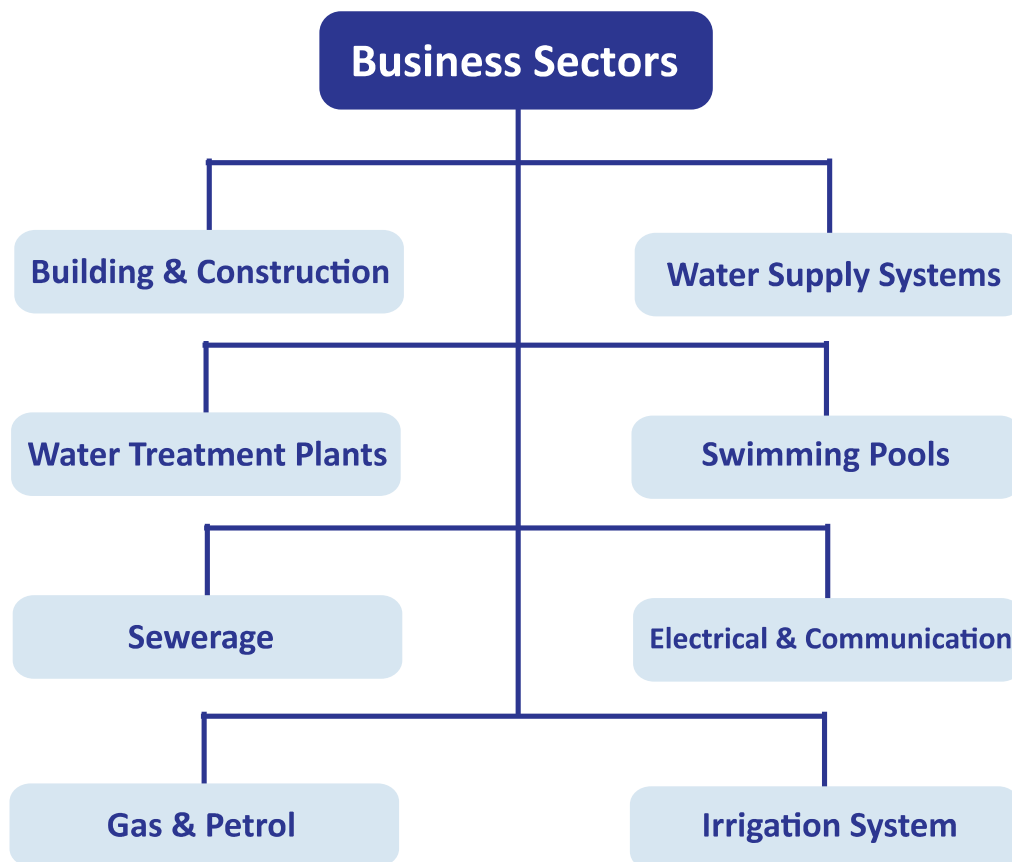 Business Sectors
Building & Construction
Water Supply Systems
Water Treatment Plants
Swimming Pools
Sewerage
Electrical & Communication
Gas & Petrol
Irrigation System